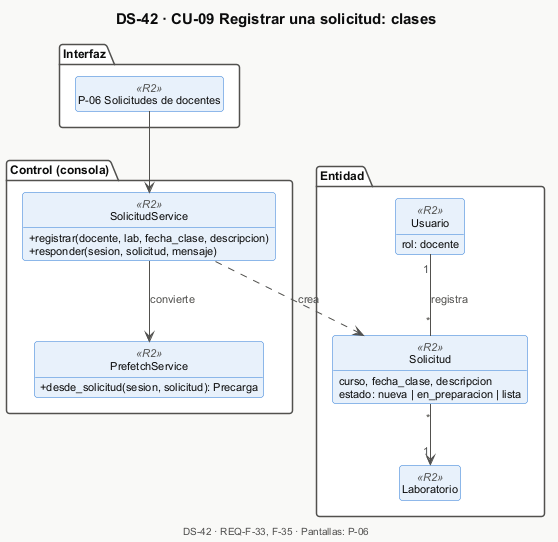 DS-42 · CU-09 Registrar una solicitud: clases
Interfaz
«R2»
P-06 Solicitudes de docentes
Control (consola)
«R2»
SolicitudService
+registrar(docente, lab, fecha_clase, descripcion)
+responder(sesion, solicitud, mensaje)
convierte
crea
«R2»
PrefetchService
+desde_solicitud(sesion, solicitud): Precarga
Entidad
«R2»
Usuario
rol: docente
1
registra
*
«R2»
Solicitud
curso, fecha_clase, descripcion
estado: nueva | en_preparacion | lista
*
1
«R2»
Laboratorio
DS-42 · REQ-F-33, F-35 · Pantallas: P-06